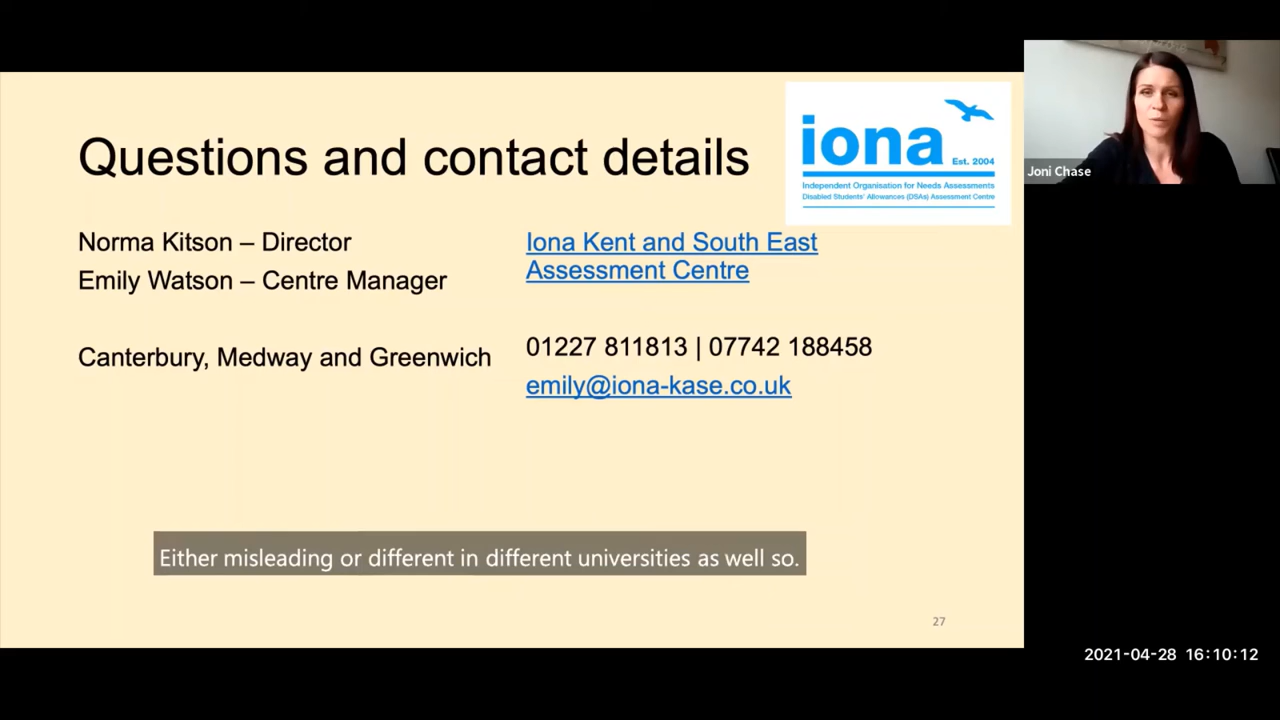 Questions and contact details
iona
Est. 2004
Independent Organisation for Needs Assessments
Disabled Students' Allowances (DSAs) Assessment Centre
Joni Chase
Norma Kitson – Director
Emily Watson – Centre Manager
Canterbury, Medway and Greenwich
Iona Kent and South East
Assessment Centre
01227 811813 | 07742 188458
emily@iona-kase.co.uk
Either misleading or different in different universities as well so.
27
2021-04-28 16:10:12